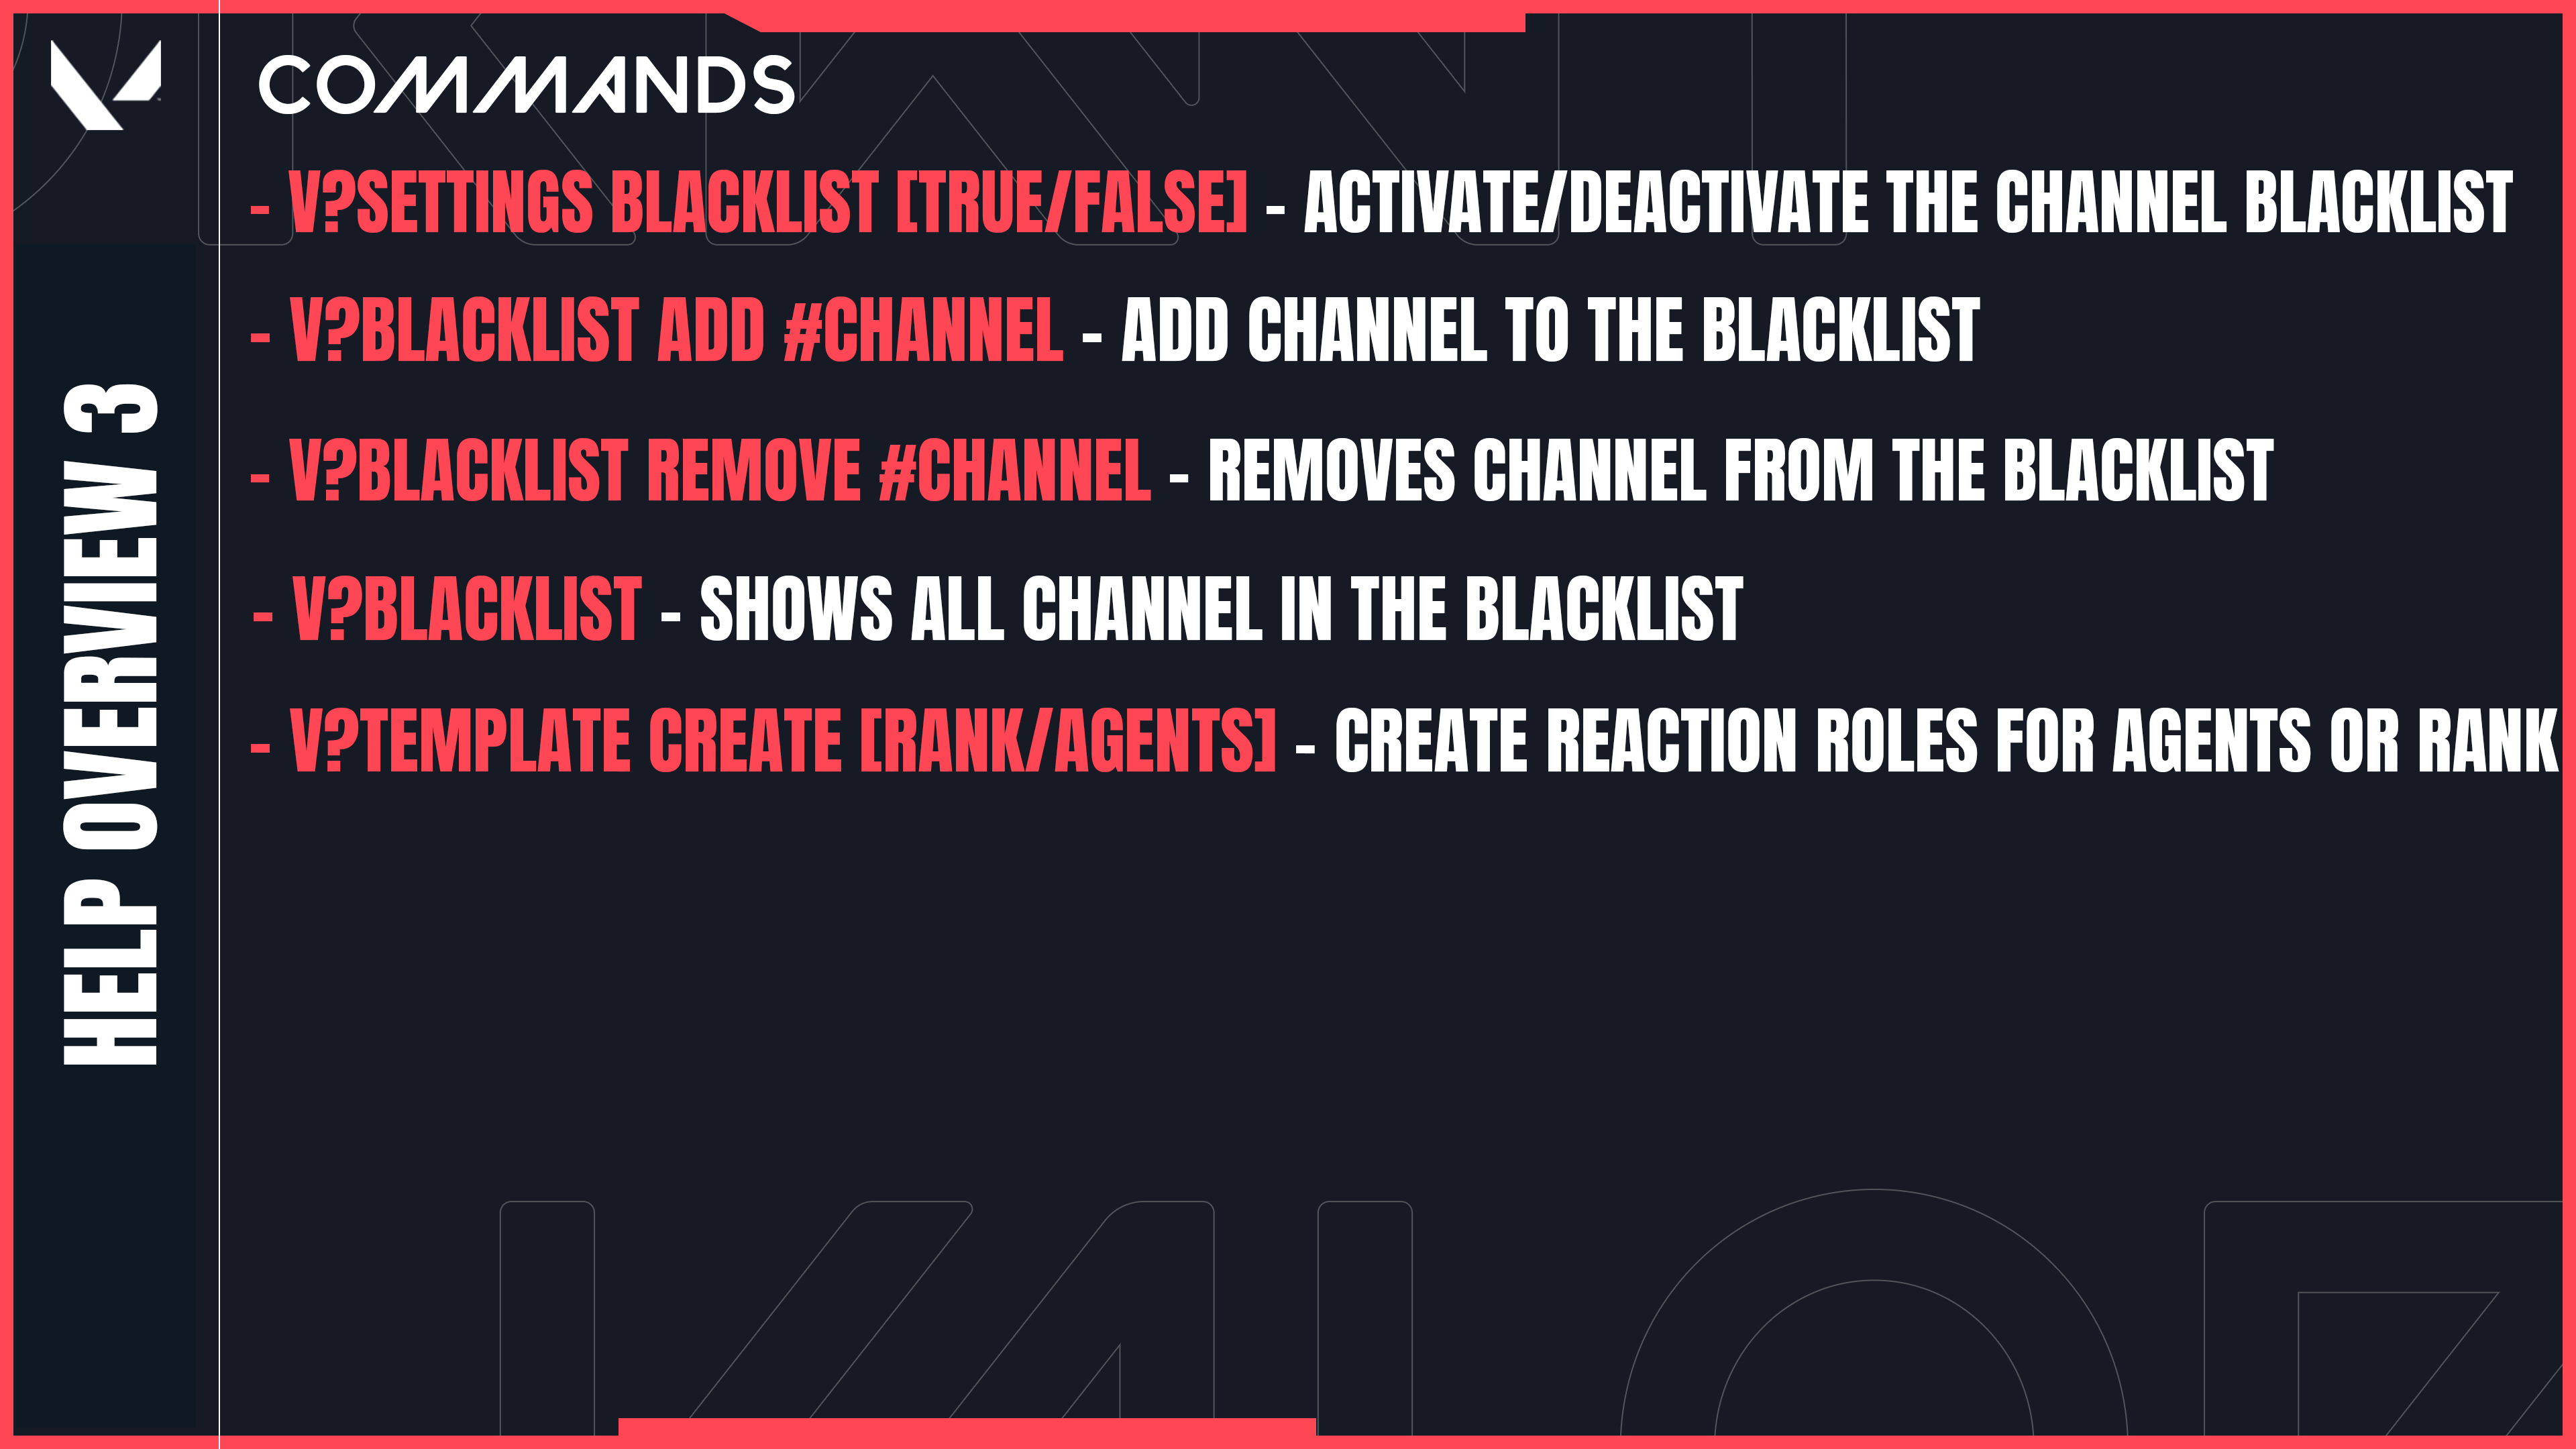 COMMANDS
- V?SETTINGS BLACKLIST [TRUE/FALSE] - ACTIVATE/DEACTIVATE THE CHANNEL BLACKLIST
- V?BLACKLIST ADD #CHANNEL - ADD CHANNEL TO THE BLACKLIST
- V?BLACKLIST REMOVE #CHANNEL - REMOVES CHANNEL FROM THE BLACKLIST
- V?BLACKLIST - SHOWS ALL CHANNEL IN THE BLACKLIST
- V?TEMPLATE CREATE [RANK/AGENTS] - CREATE REACTION ROLES FOR AGENTS OR RANK
HELP OVERVIEW 3